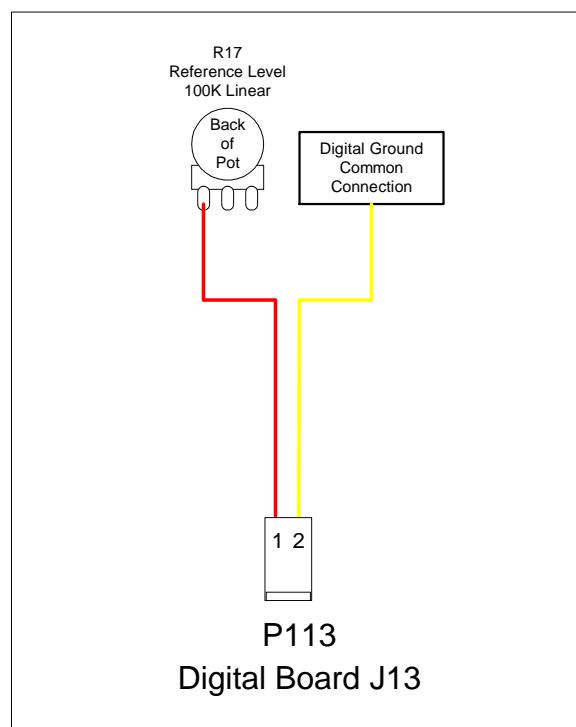 R17
Reference Level
100K Linear
Back
of
Pot
Digital Ground
Common
Connection
1 2
P113
Digital Board J13